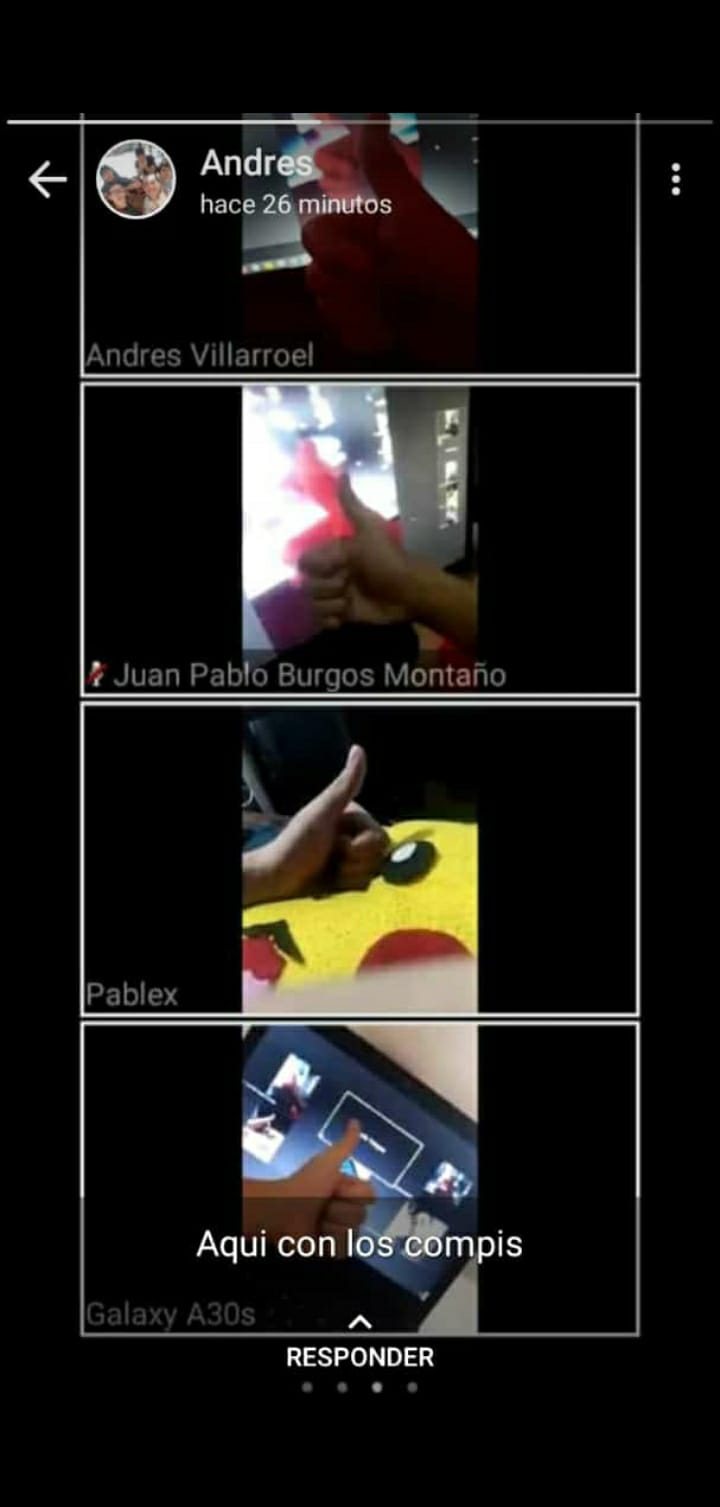 Andres
hace 26 minutos
Andres Villarroel
Juan Pablo Burgos Montaño
Pablex
Aqui con los compis
Galaxy A30s
RESPONDER